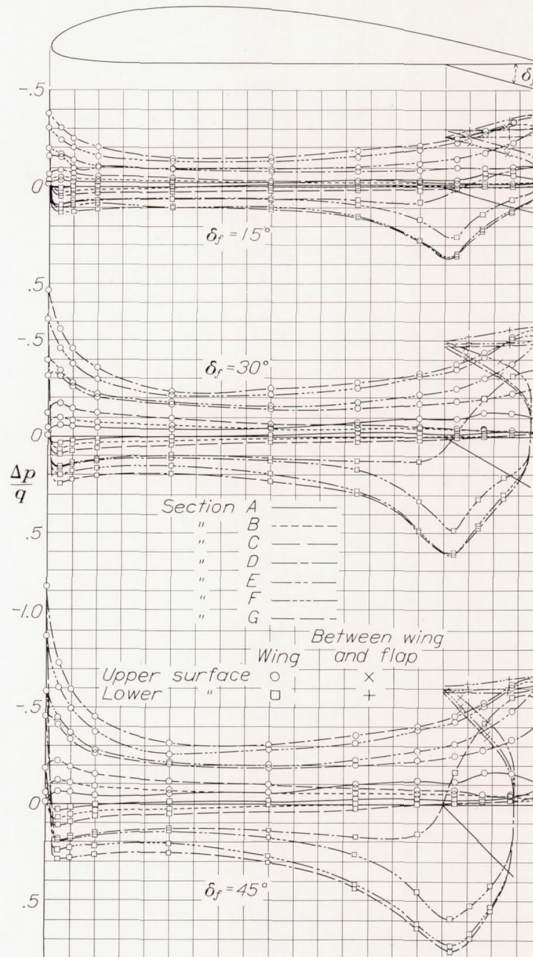 δf
-.5
0
δf = 15°
.5
-.5
δf = 30°
0
Δp/q
Section A
" B
.5
" C
" D
" E
" F
-1.0
" G
Between wing
Wing and flap
Upper surface ○ ×
Lower " □ +
-.5
0
δf = 45°
.5